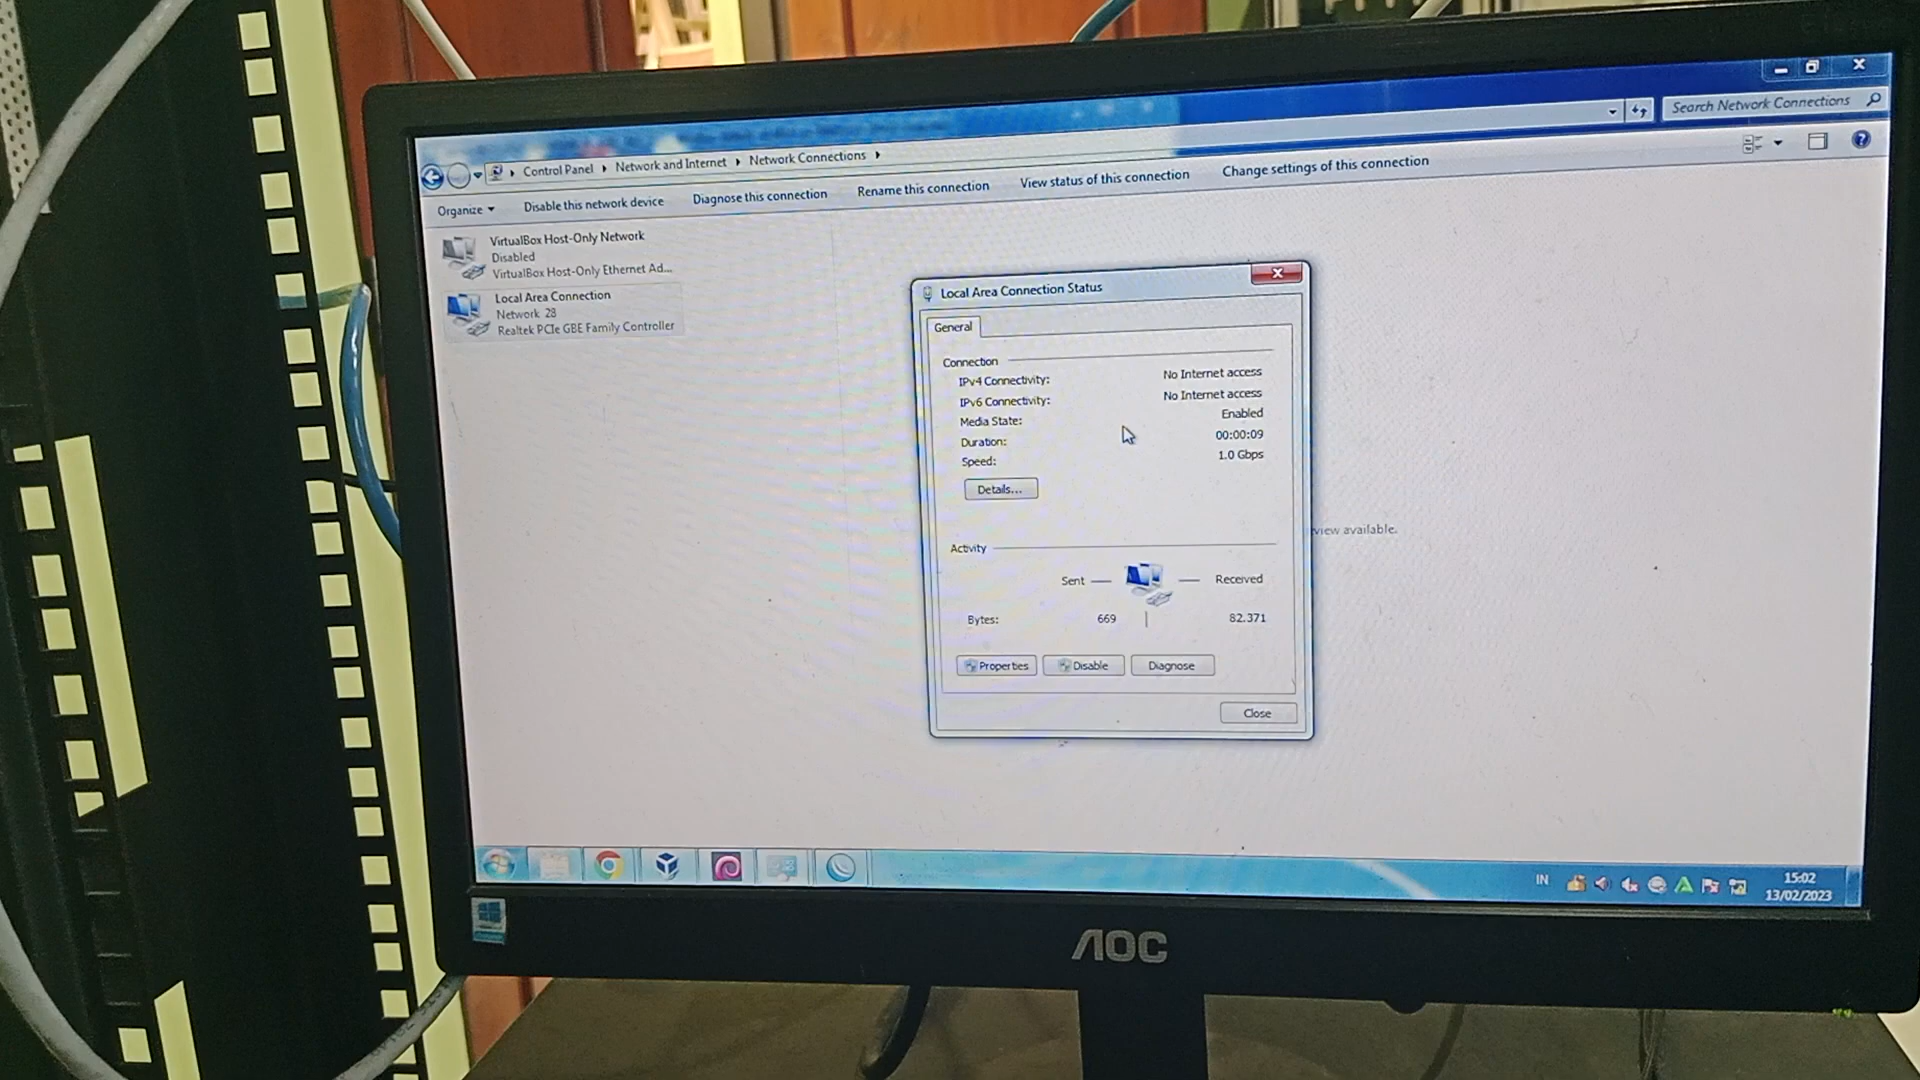 Search Network Connections
Control Panel Network and Internet Network Connections
Organize Disable this network device Diagnose this connection Rename this connection View status of this connection Change settings of this connection
VirtualBox Host-Only Network
Disabled
VirtualBox Host-Only Ethernet Ad...
Local Area Connection
Network 28
Realtek PCIe GBE Family Controller
Local Area Connection Status
General
Connection
IPv4 Connectivity: No Internet access
IPv6 Connectivity: No Internet access
Media State: Enabled
Duration: 00:00:09
Speed: 1.0 Gbps
Details...
view available.
Activity
Sent Received
Bytes: 669 82.371
Properties Disable Diagnose
Close
IN 15:02
13/02/2023
AOC